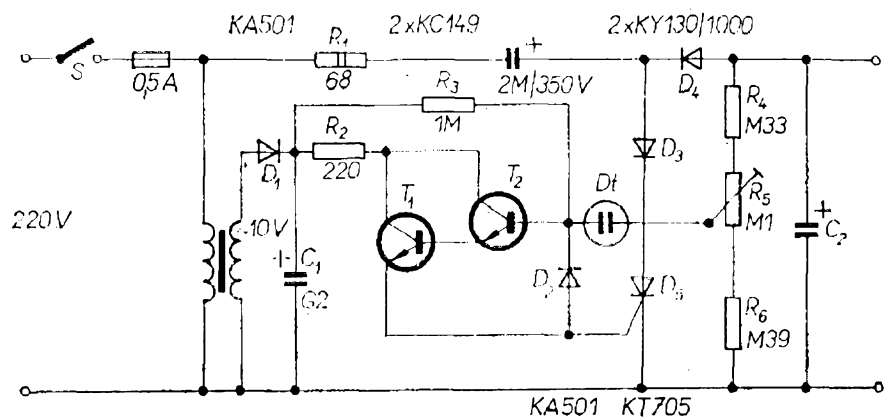 KA501 R1 2xKC149 2xKY130/1000
S 0,5A 68 2M/350V D4
R3 R4
1M M33
R2 D3
D1 220
T1 T2 Dt R5
220V 10V M1
C1 C2
G2 D2 D5
R6
M39
KA501 KT705